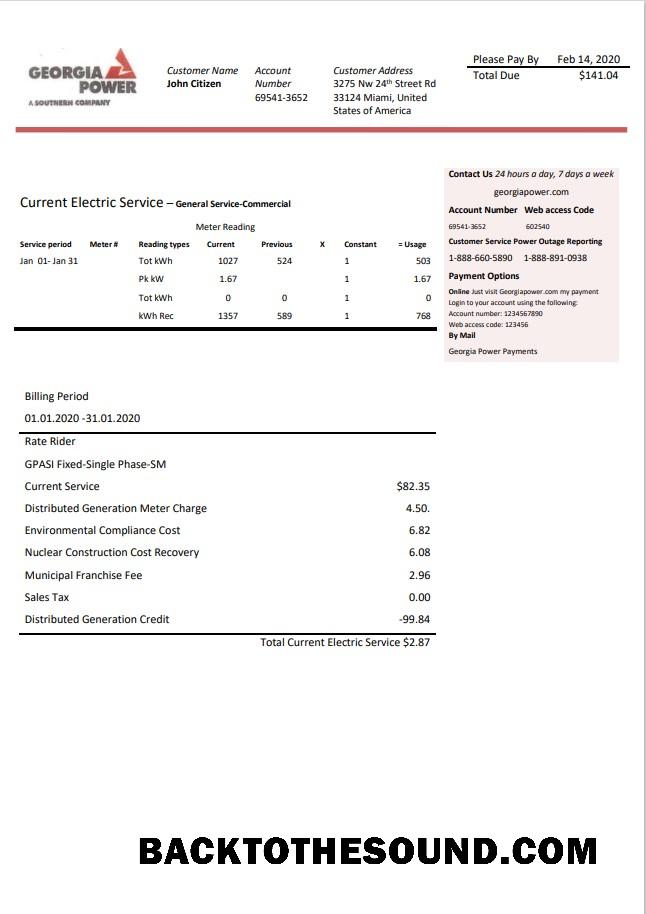 GEORGIA
POWER
A SOUTHERN COMPANY
Customer Name
John Citizen
Account
Number
69541-3652
Customer Address
3275 Nw 24th Street Rd
33124 Miami, United
States of America
Please Pay By Feb 14, 2020
Total Due $141.04
Contact Us 24 hours a day, 7 days a week
georgiapower.com
Account Number Web access Code
69541-3652 602540
Customer Service Power Outage Reporting
1-888-660-5890 1-888-891-0938
Payment Options
Online Just visit Georgiapower.com my payment
Login to your account using the following:
Account number: 1234567890
Web access code: 123456
By Mail
Georgia Power Payments
Current Electric Service – General Service-Commercial
Meter Reading
Service period Meter # Reading types Current Previous X Constant = Usage
Jan 01- Jan 31 Tot kWh 1027 524 1 503
Pk kW 1.67 1 1.67
Tot kWh 0 0 1 0
kWh Rec 1357 589 1 768
Billing Period
01.01.2020 -31.01.2020
Rate Rider
GPASI Fixed-Single Phase-SM
Current Service $82.35
Distributed Generation Meter Charge 4.50.
Environmental Compliance Cost 6.82
Nuclear Construction Cost Recovery 6.08
Municipal Franchise Fee 2.96
Sales Tax 0.00
Distributed Generation Credit -99.84
Total Current Electric Service $2.87
BACKTOTHESOUND.COM